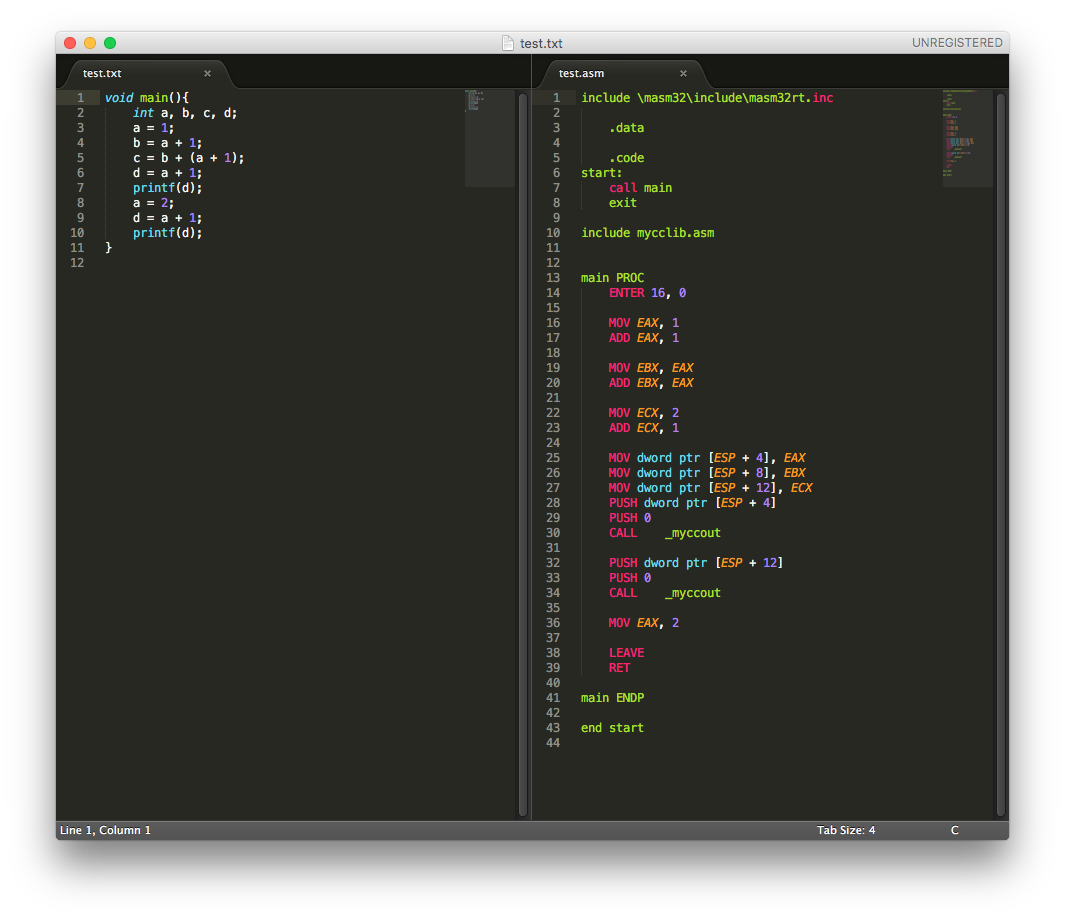 test.txt
UNREGISTERED
test.txt ×
1 void main(){
2 int a, b, c, d;
3 a = 1;
4 b = a + 1;
5 c = b + (a + 1);
6 d = a + 1;
7 printf(d);
8 a = 2;
9 d = a + 1;
10 printf(d);
11 }
12
test.asm ×
1 include \masm32\include\masm32rt.inc
2
3 .data
4
5 .code
6 start:
7 call main
8 exit
9
10 include mycclib.asm
11
12
13 main PROC
14 ENTER 16, 0
15
16 MOV EAX, 1
17 ADD EAX, 1
18
19 MOV EBX, EAX
20 ADD EBX, EAX
21
22 MOV ECX, 2
23 ADD ECX, 1
24
25 MOV dword ptr [ESP + 4], EAX
26 MOV dword ptr [ESP + 8], EBX
27 MOV dword ptr [ESP + 12], ECX
28 PUSH dword ptr [ESP + 4]
29 PUSH 0
30 CALL _myccout
31
32 PUSH dword ptr [ESP + 12]
33 PUSH 0
34 CALL _myccout
35
36 MOV EAX, 2
37
38 LEAVE
39 RET
40
41 main ENDP
42
43 end start
44
Line 1, Column 1
Tab Size: 4
C